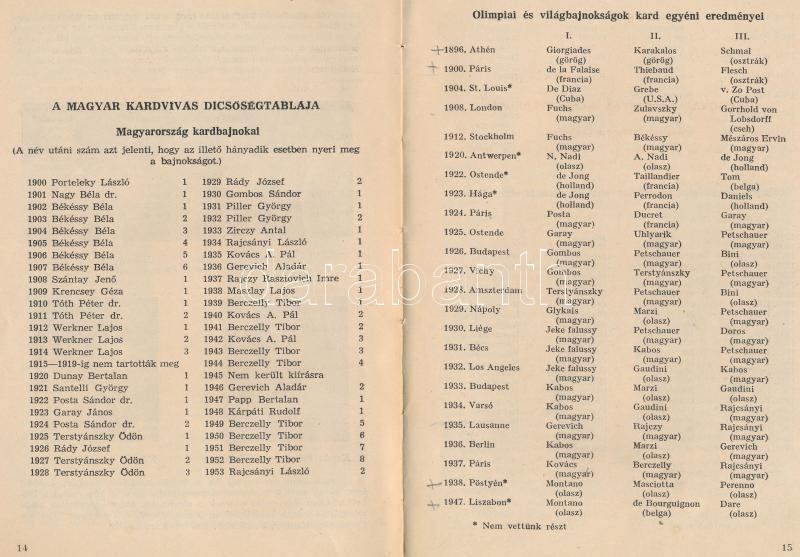 A MAGYAR KARDVIVAS DICSŐSÉGTÁBLÁJA
Magyarország kardbajnokai
(A név utáni szám azt jelenti, hogy az illető hányadik esetben nyeri meg
a bajnokságot.)
1900 Porteleky László 1
1901 Nagy Béla dr. 1
1902 Békéssy Béla 1
1903 Békéssy Béla 2
1904 Békéssy Béla 3
1905 Békéssy Béla 4
1906 Békéssy Béla 5
1907 Békéssy Béla 6
1908 Szántay Jenő 1
1909 Krencsey Géza 1
1910 Tóth Péter dr. 1
1911 Tóth Péter dr. 2
1912 Werkner Lajos 1
1913 Werkner Lajos 2
1914 Werkner Lajos 3
1915—1919-ig nem tartották meg
1920 Dunay Bertalan 1
1921 Santelli György 1
1922 Posta Sándor dr. 1
1923 Garay János 1
1924 Posta Sándor dr. 2
1925 Terstyánszky Ödön 1
1926 Rády József 1
1927 Terstyánszky Ödön 2
1928 Terstyánszky Ödön 3
1929 Rády József 2
1930 Gombos Sándor 1
1931 Piller György 1
1932 Piller György 2
1933 Zirczy Antal 1
1934 Rajcsányi László 1
1935 Kovács A. Pál 1
1936 Gerevich Aladár 1
1937 Rajczy Raszlovich Imre 1
1938 Maszlay Lajos 1
1939 Berczelly Tibor 1
1940 Kovács A. Pál 2
1941 Berczelly Tibor 2
1942 Kovács A. Pál 3
1943 Berczelly Tibor 3
1944 Berczelly Tibor 4
1945 Nem került kiírásra
1946 Gerevich Aladár 2
1947 Papp Bertalan 1
1948 Kárpáti Rudolf 1
1949 Berczelly Tibor 5
1950 Berczelly Tibor 6
1951 Berczelly Tibor 7
1952 Berczelly Tibor 8
1953 Rajcsányi László 2
14
Olimpiai és világbajnokságok kard egyéni eredményei
I. II. III.
1896. Athén Giorgiades Karakalos Schmal
(görög) (görög) (osztrák)
1900. Páris de la Falaise Thiebaud Flesch
(francia) (francia) (osztrák)
1904. St. Louis* De Diaz Grebe v. Zo Post
(Cuba) (U.S.A.) (Cuba)
1908. London Fuchs Zulavszky Gorrhold von
(magyar) (magyar) Lobsdorff
(cseh)
1912. Stockholm Fuchs Békéssy Mészáros Ervin
(magyar) (magyar) (magyar)
1920. Antwerpen* N. Nadi A. Nadi de Jong
(olasz) (olasz) (holland)
1922. Ostende* de Jong Taillandier Tom
(holland) (francia) (belga)
1923. Hága* de Jong Perrodon Daniels
(holland) (francia) (holland)
1924. Páris Posta Ducret Garay
(magyar) (francia) (magyar)
1925. Ostende Garay Uhlyarik Petschauer
(magyar) (magyar) (magyar)
1926. Budapest Gombos Petschauer Bini
(magyar) (magyar) (olasz)
1927. Vichy Gombos Terstyánszky Petschauer
(magyar) (magyar) (magyar)
1928. Amszterdam Terstyánszky Petschauer Bini
(magyar) (magyar) (olasz)
1929. Nápoly Glykais Marzi Petschauer
(magyar) (olasz) (magyar)
1930. Liége Jeke falussy Petschauer Doros
(magyar) (magyar) (magyar)
1931. Bécs Jeke falussy Kabos Petschauer
(magyar) (magyar) (magyar)
1932. Los Angeles Jeke falussy Gaudini Kabos
(magyar) (olasz) (magyar)
1933. Budapest Kabos Marzi Gaudini
(magyar) (olasz) (olasz)
1934. Varsó Kabos Gaudini Rajcsányi
(magyar) (olasz) (magyar)
1935. Lausanne Gerevich Rajczy Rajcsányi
(magyar) (magyar) (magyar)
1936. Berlin Kabos Marzi Gerevich
(magyar) (olasz) (magyar)
1937. Páris Kovács Berczelly Rajcsányi
(magyar) (magyar) (magyar)
1938. Pöstyén* Montano Masciotta Perenno
(olasz) (olasz) (olasz)
1947. Liszabon* Montano de Bourguignon Dare
(olasz) (belga) (olasz)
* Nem vettünk részt
15
darabanth